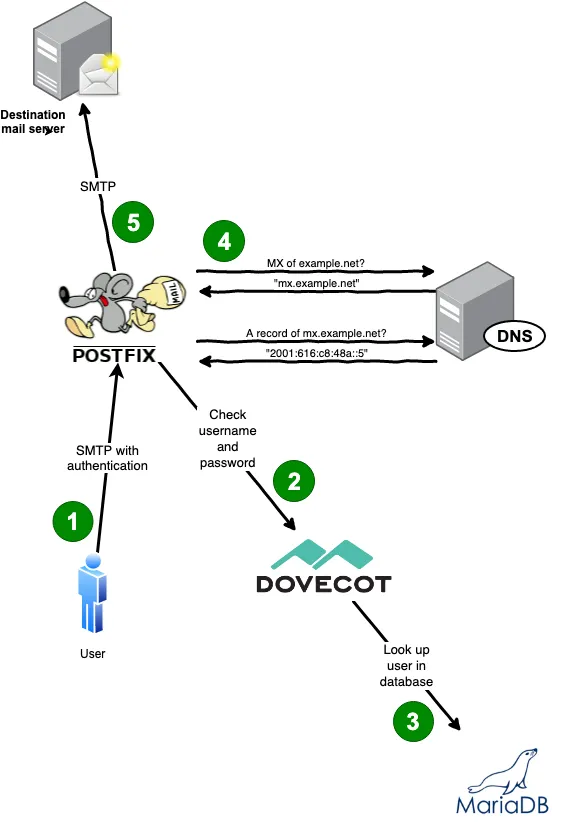 Destination
mail server
SMTP
5
4
MX of example.net?
"mx.example.net"
A record of mx.example.net?
"2001:616:c8:48a::5"
DNS
MAIL
POSTFIX
Check
username
and
password
2
SMTP with
authentication
1
User
DOVECOT
Look up
user in
database
3
MariaDB